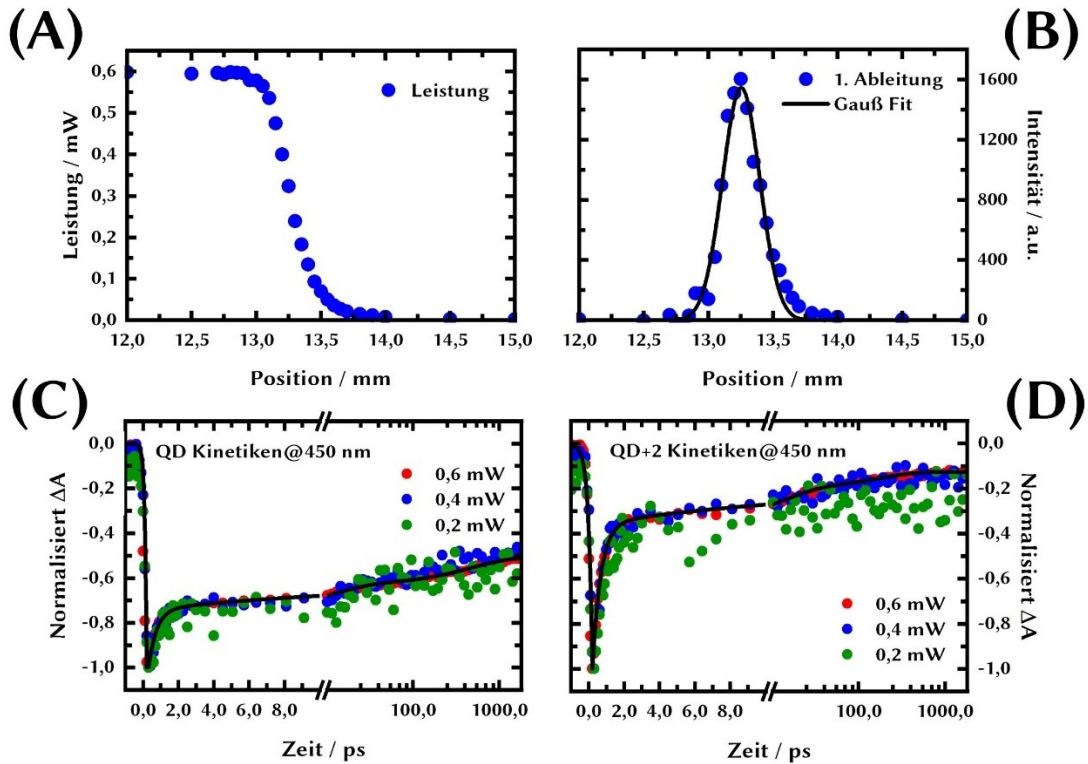 (A)
0,6
0,5
0,4
0,3
0,2
0,1
0,0
Leistung / mW
Leistung
12,0 12,5 13,0 13,5 14,0 14,5 15,0
Position / mm
(B)
1. Ableitung
Gauß Fit
1600
1200
800
400
0
Intensität / a.u.
12,0 12,5 13,0 13,5 14,0 14,5 15,0
Position / mm
(C)
QD Kinetiken@450 nm
0,6 mW
0,4 mW
0,2 mW
0,0
-0,2
-0,4
-0,6
-0,8
-1,0
Normalisiert ΔA
0,0 2,0 4,0 6,0 8,0 100,0 1000,0
Zeit / ps
(D)
QD+2 Kinetiken@450 nm
0,6 mW
0,4 mW
0,2 mW
0,0
-0,2
-0,4
-0,6
-0,8
-1,0
Normalisiert ΔA
0,0 2,0 4,0 6,0 8,0 100,0 1000,0
Zeit / ps